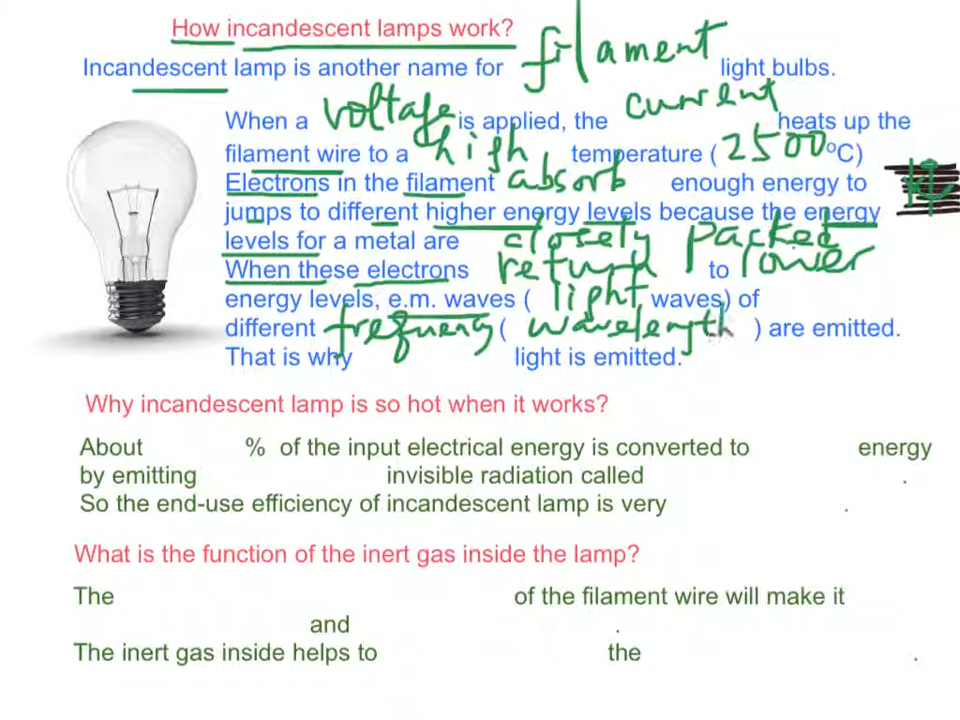 How incandescent lamps work?
Incandescent lamp is another name for filament light bulbs.
When a voltage is applied, the current heats up the
filament wire to a high temperature (2500°C)
Electrons in the filament absorb enough energy to
jumps to different higher energy levels because the energy
levels for a metal are closely packed
When these electrons return to lower
energy levels, e.m. waves (light waves) of
different frequency (wavelength) are emitted.
That is why light is emitted.
Why incandescent lamp is so hot when it works?
About % of the input electrical energy is converted to energy
by emitting invisible radiation called .
So the end-use efficiency of incandescent lamp is very .
What is the function of the inert gas inside the lamp?
The of the filament wire will make it
and .
The inert gas inside helps to the .